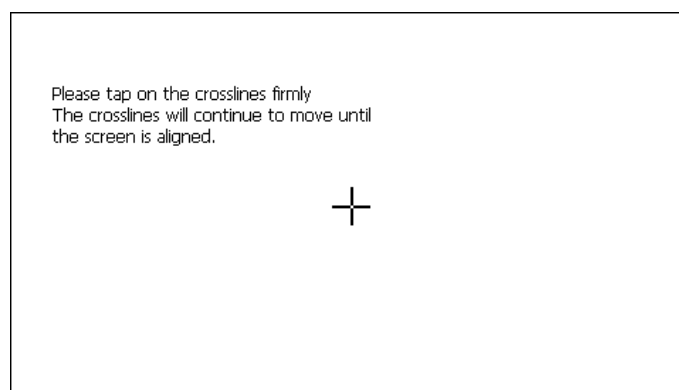 Please tap on the crosslines firmly
The crosslines will continue to move until
the screen is aligned.